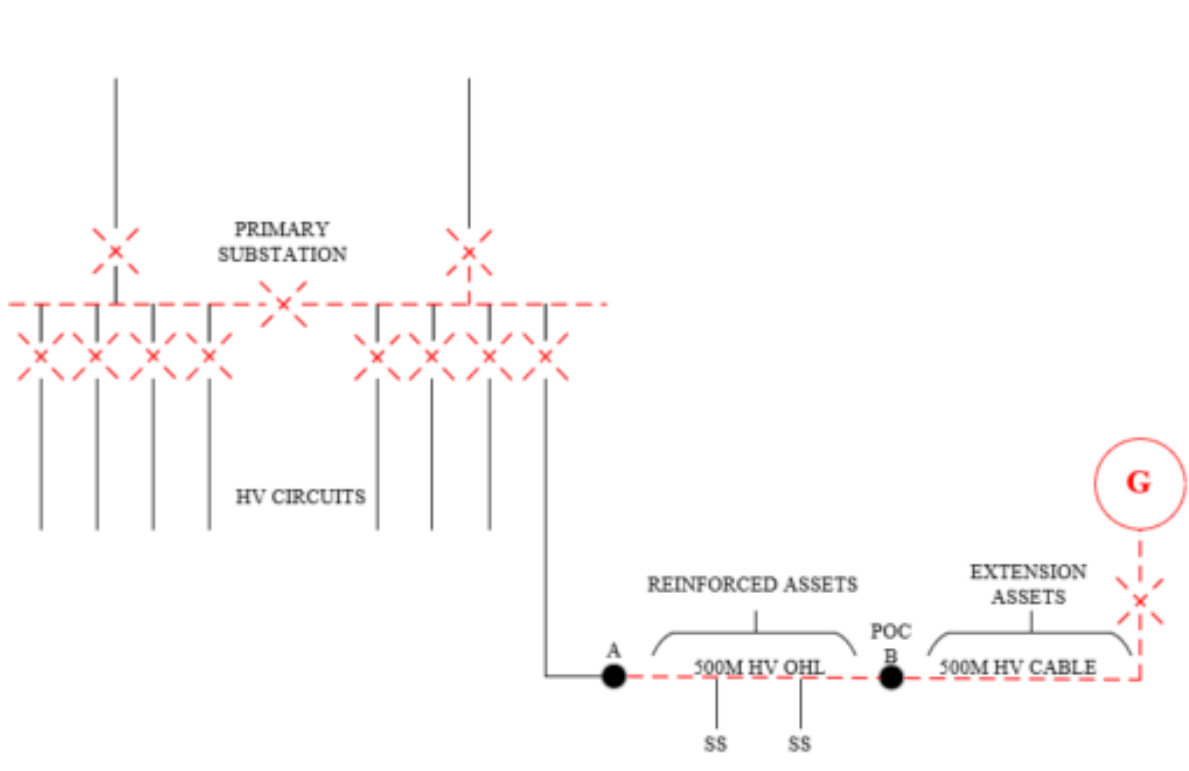 PRIMARY
SUBSTATION
HV CIRCUITS
G
REINFORCED ASSETS
EXTENSION
ASSETS
A
POC
B
500M HV OHL
500M HV CABLE
SS
SS